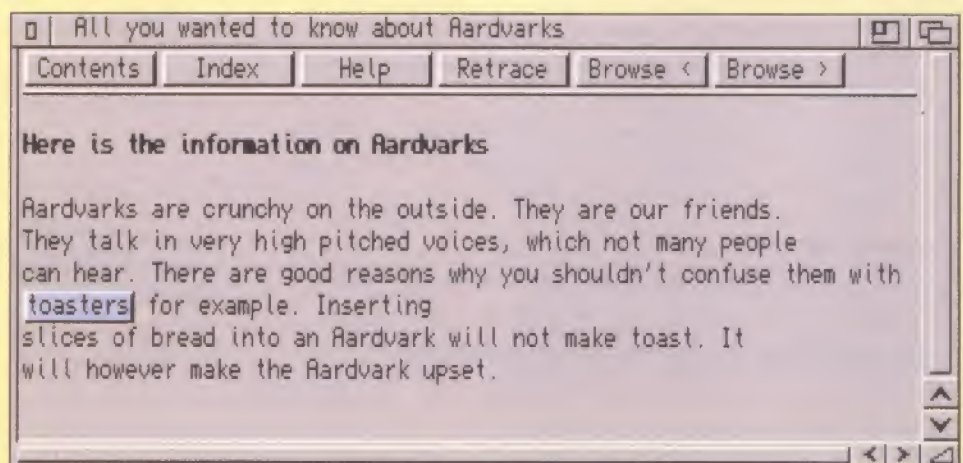 All you wanted to know about Aardvarks
Contents Index Help Retrace Browse < Browse >
Here is the information on Aardvarks
Aardvarks are crunchy on the outside. They are our friends.
They talk in very high pitched voices, which not many people
can hear. There are good reasons why you shouldn't confuse them with
toasters for example. Inserting
slices of bread into an Aardvark will not make toast. It
will however make the Aardvark upset.